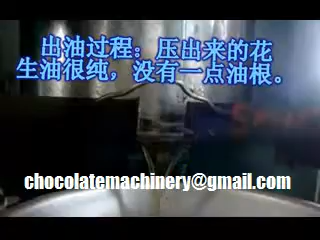 出油过程：压出来的花
生油很纯，没有一点油根。
chocolatemachinery@gmail.com